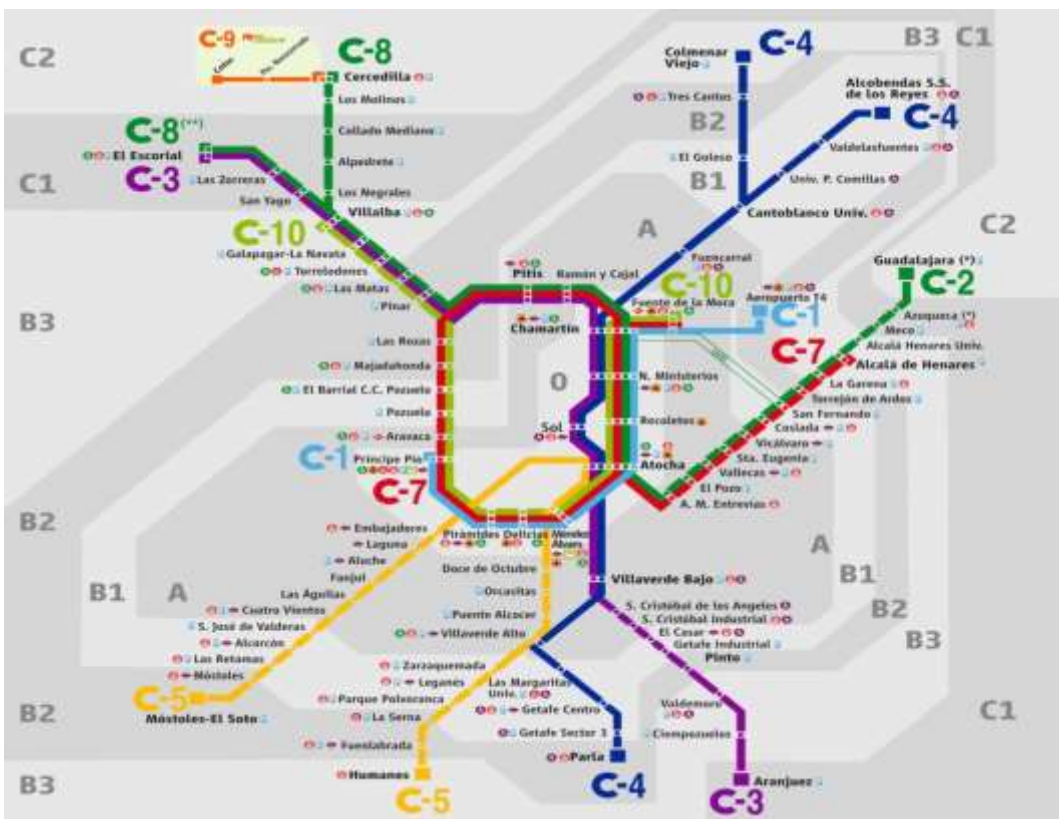 C-9
C-8
C-4
B3
C1
C2
Colmenar
Viejo
Alcobendas S.S.
de los Reyes
Cercedilla
Los Molinos
Tres Cantos
C-4
C-8(**)
Collado Mediano
B2
Valdelasfuentes
El Escorial
Alpedrete
El Goloso
C-3
Las Zorreras
B1
Univ. P. Comillas
C1
San Yago
Los Negrales
Villalba
Cantoblanco Univ.
C-10
A
C2
Galapagar-La Navata
Fuencarral
Torrelodones
Pitis
Ramón y Cajal
C-10
Guadalajara (*)
Las Matas
Fuente de la Mora
Aeropuerto T4
C-2
Pinar
Chamartín
C-1
Azuqueca (*)
B3
Meco
Las Rozas
Alcalá Henares Univ.
C-7
Alcalá de Henares
Majadahonda
0
N. Ministerios
La Garena
El Barrial C.C. Pozuelo
Torrejón de Ardoz
Pozuelo
Recoletos
San Fernando
Sol
Coslada
Aravaca
Vicálvaro
C-1
Príncipe Pío
Atocha
Sta. Eugenia
C-7
Vallecas
El Pozo
A. M. Entrevías
B2
Embajadores
Pirámides
Delicias
Méndez
Álvaro
Laguna
A
Aluche
Doce de Octubre
Fanjul
Villaverde Bajo
B1
B1
A
Las Águilas
Orcasitas
Cuatro Vientos
Puente Alcocer
S. Cristóbal de los Ángeles
B2
S. José de Valderas
S. Cristóbal Industrial
Alcorcón
Villaverde Alto
El Casar
B3
Las Retamas
Getafe Industrial
Móstoles
Zarzaquemada
Pinto
Leganés
Las Margaritas
Univ.
C-5
Parque Polvoranca
Valdemoro
Móstoles-El Soto
La Serna
Getafe Centro
C1
B2
Fuenlabrada
Getafe Sector 3
Ciempozuelos
B3
Humanes
Parla
Aranjuez
C-5
C-4
C-3